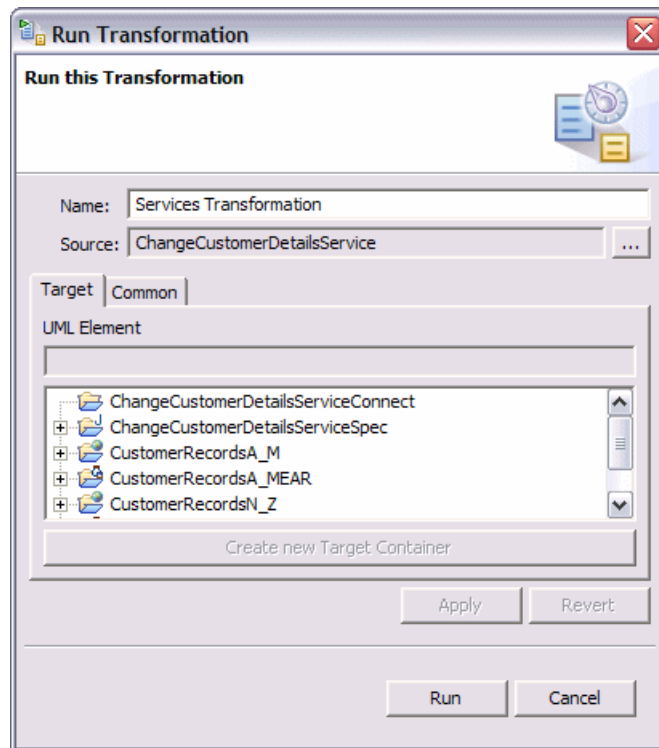 Run Transformation
Run this Transformation
Name: Services Transformation
Source: ChangeCustomerDetailsService ...
Target Common
UML Element
ChangeCustomerDetailsServiceConnect
ChangeCustomerDetailsServiceSpec
CustomerRecordsA_M
CustomerRecordsA_MEAR
CustomerRecordsN_Z
Create new Target Container
Apply Revert
Run Cancel